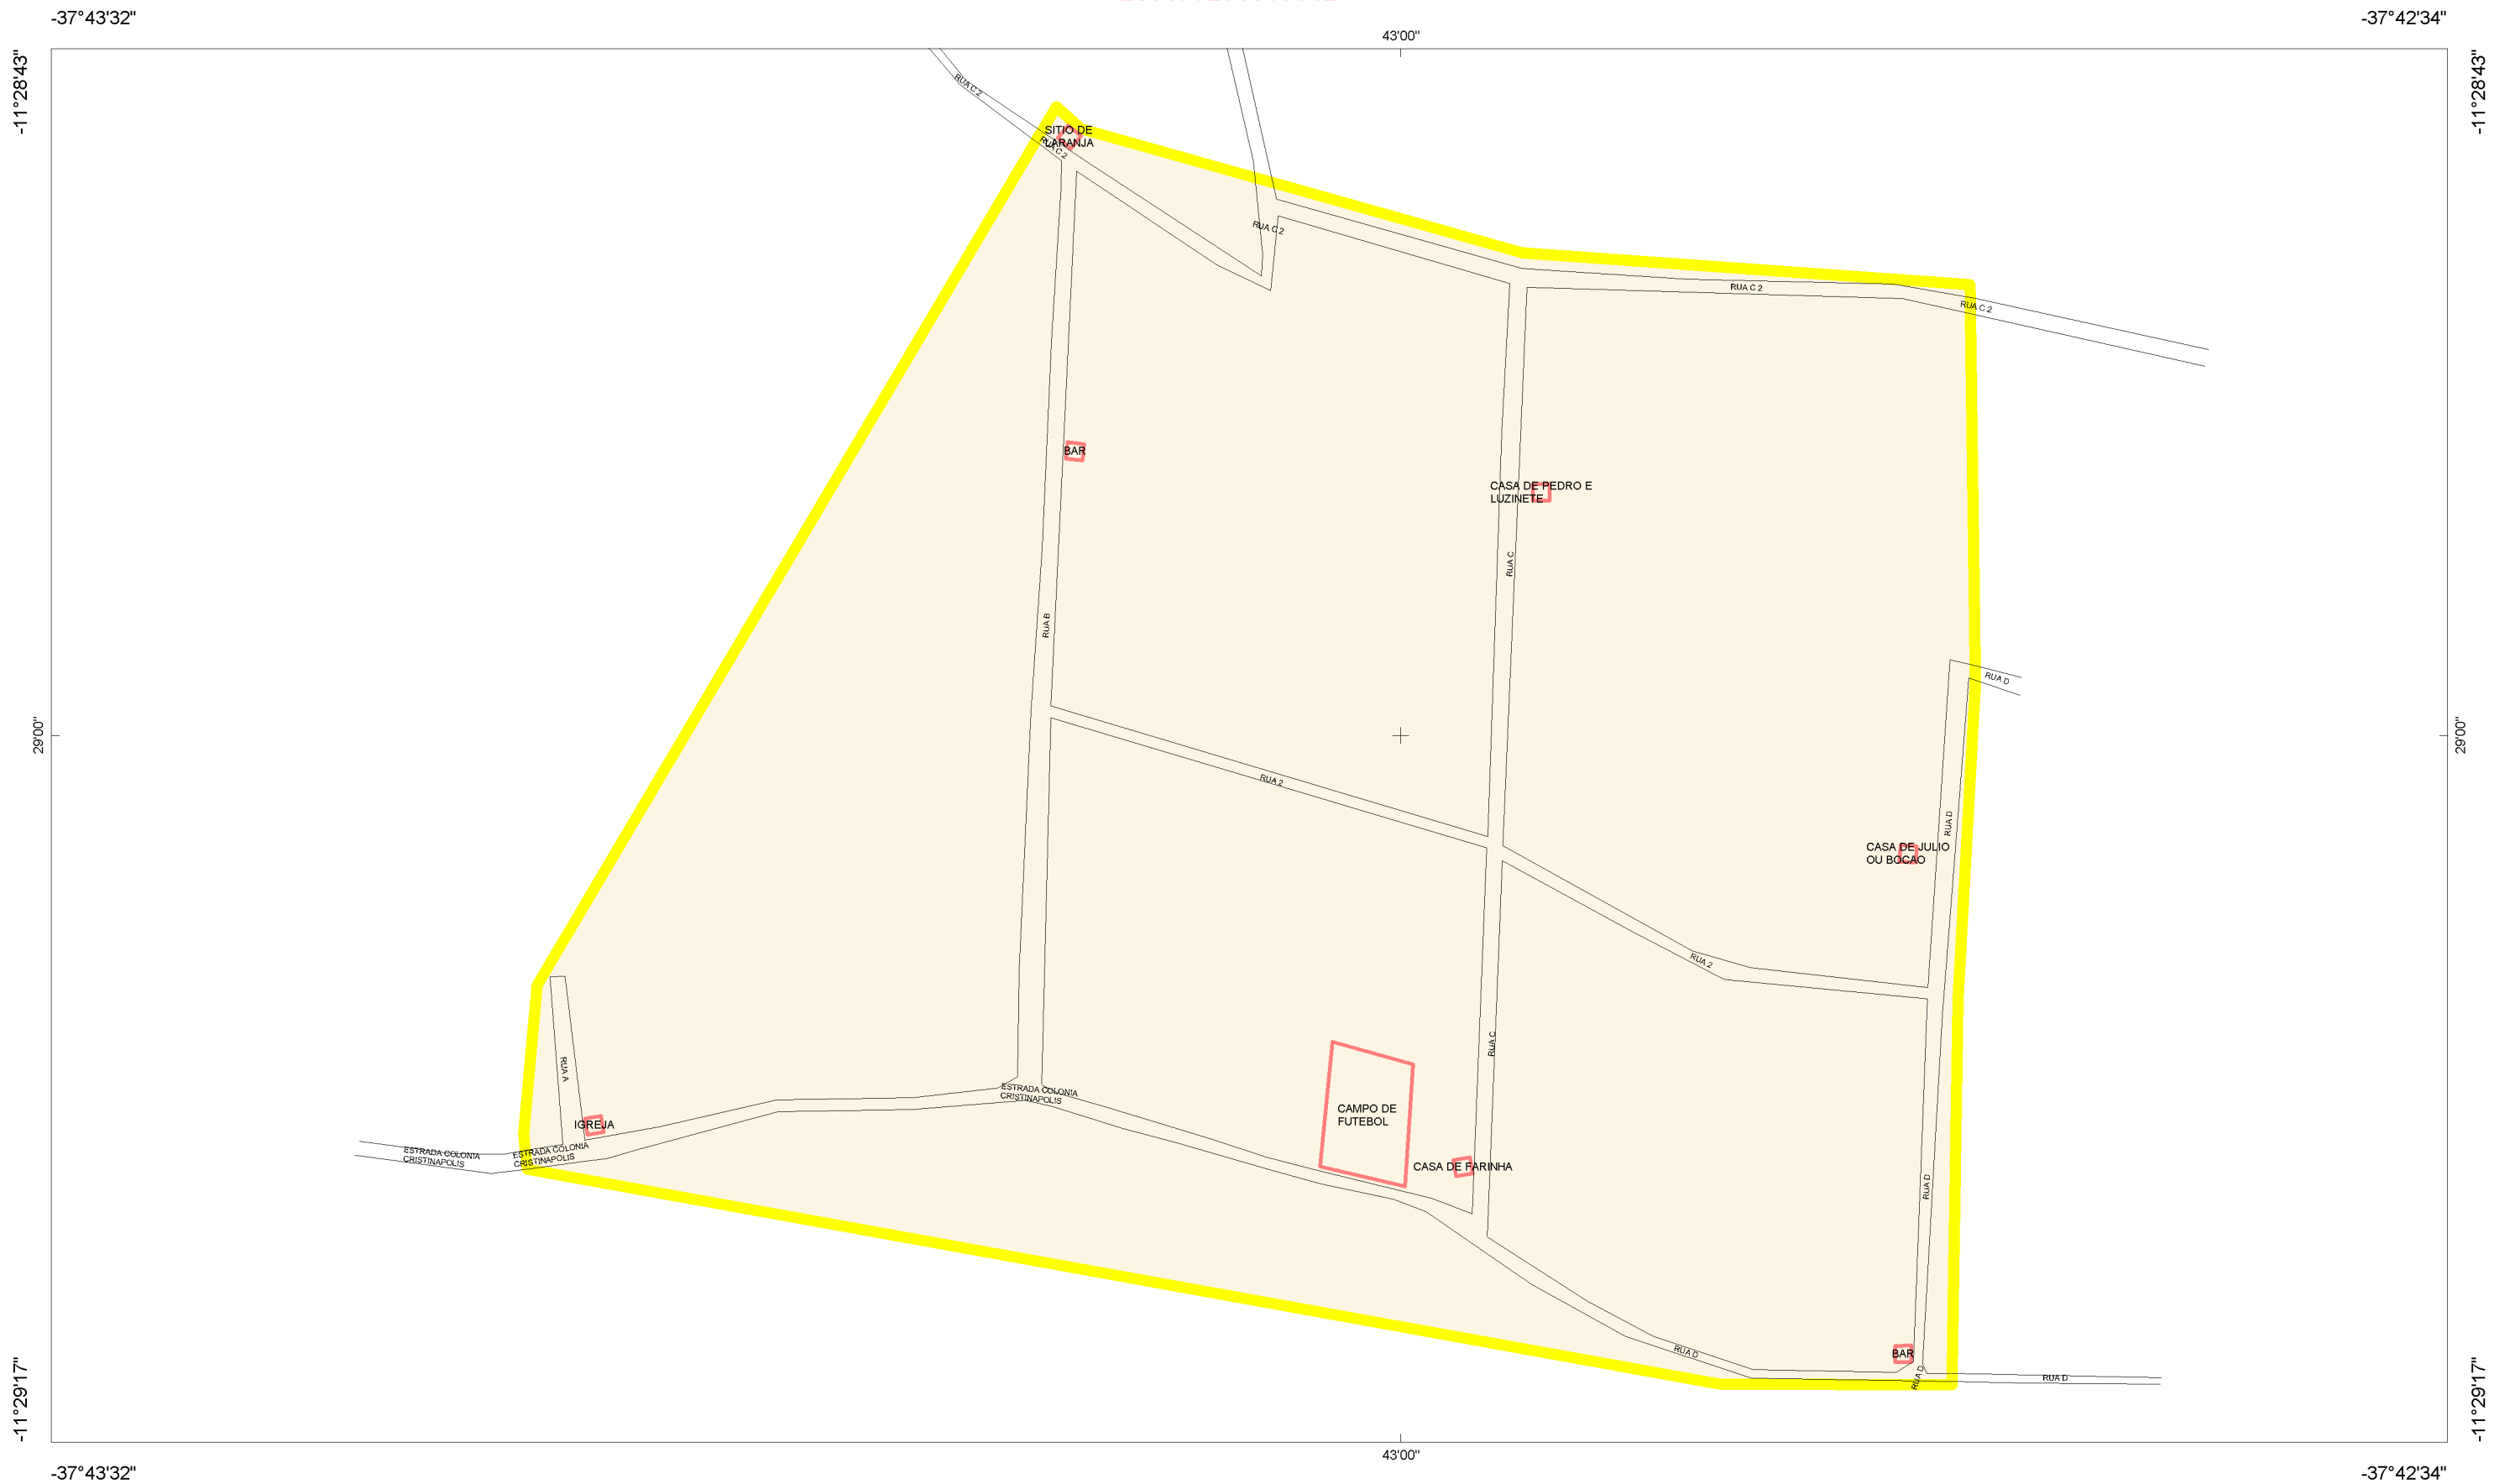 -37°43'32"
-37°42'34"
43'00"
-11°28'43"
-11°28'43"
RUA C 2
SITIO DE
LARANJA
RUA C 2
RUA C 2
RUA C 2
RUA C 2
BAR
CASA DE PEDRO E
LUZINETE
RUA C
RUA B
RUA D
29'00"
29'00"
RUA 2
RUA D
CASA DE JULIO
OU BOCAO
RUA 2
RUA C
RUA A
ESTRADA COLONIA
CRISTINAPOLIS
CAMPO DE
FUTEBOL
IGREJA
ESTRADA COLONIA
CRISTINAPOLIS
ESTRADA COLONIA
CRISTINAPOLIS
CASA DE FARINHA
RUA D
RUA D
BAR
RUA D
RUA D
-11°29'17"
-11°29'17"
43'00"
-37°43'32"
-37°42'34"